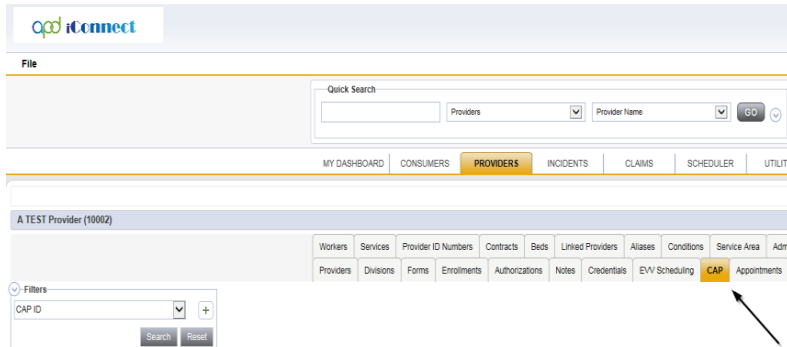 apd iConnect
File
Quick Search
Providers Provider Name GO
MY DASHBOARD CONSUMERS PROVIDERS INCIDENTS CLAIMS SCHEDULER UTILIT
A TEST Provider (10002)
Workers Services Provider ID Numbers Contracts Beds Linked Providers Aliases Conditions Service Area Adm
Providers Divisions Forms Enrollments Authorizations Notes Credentials EVV Scheduling CAP Appointments
Filters
CAP ID +
Search Reset